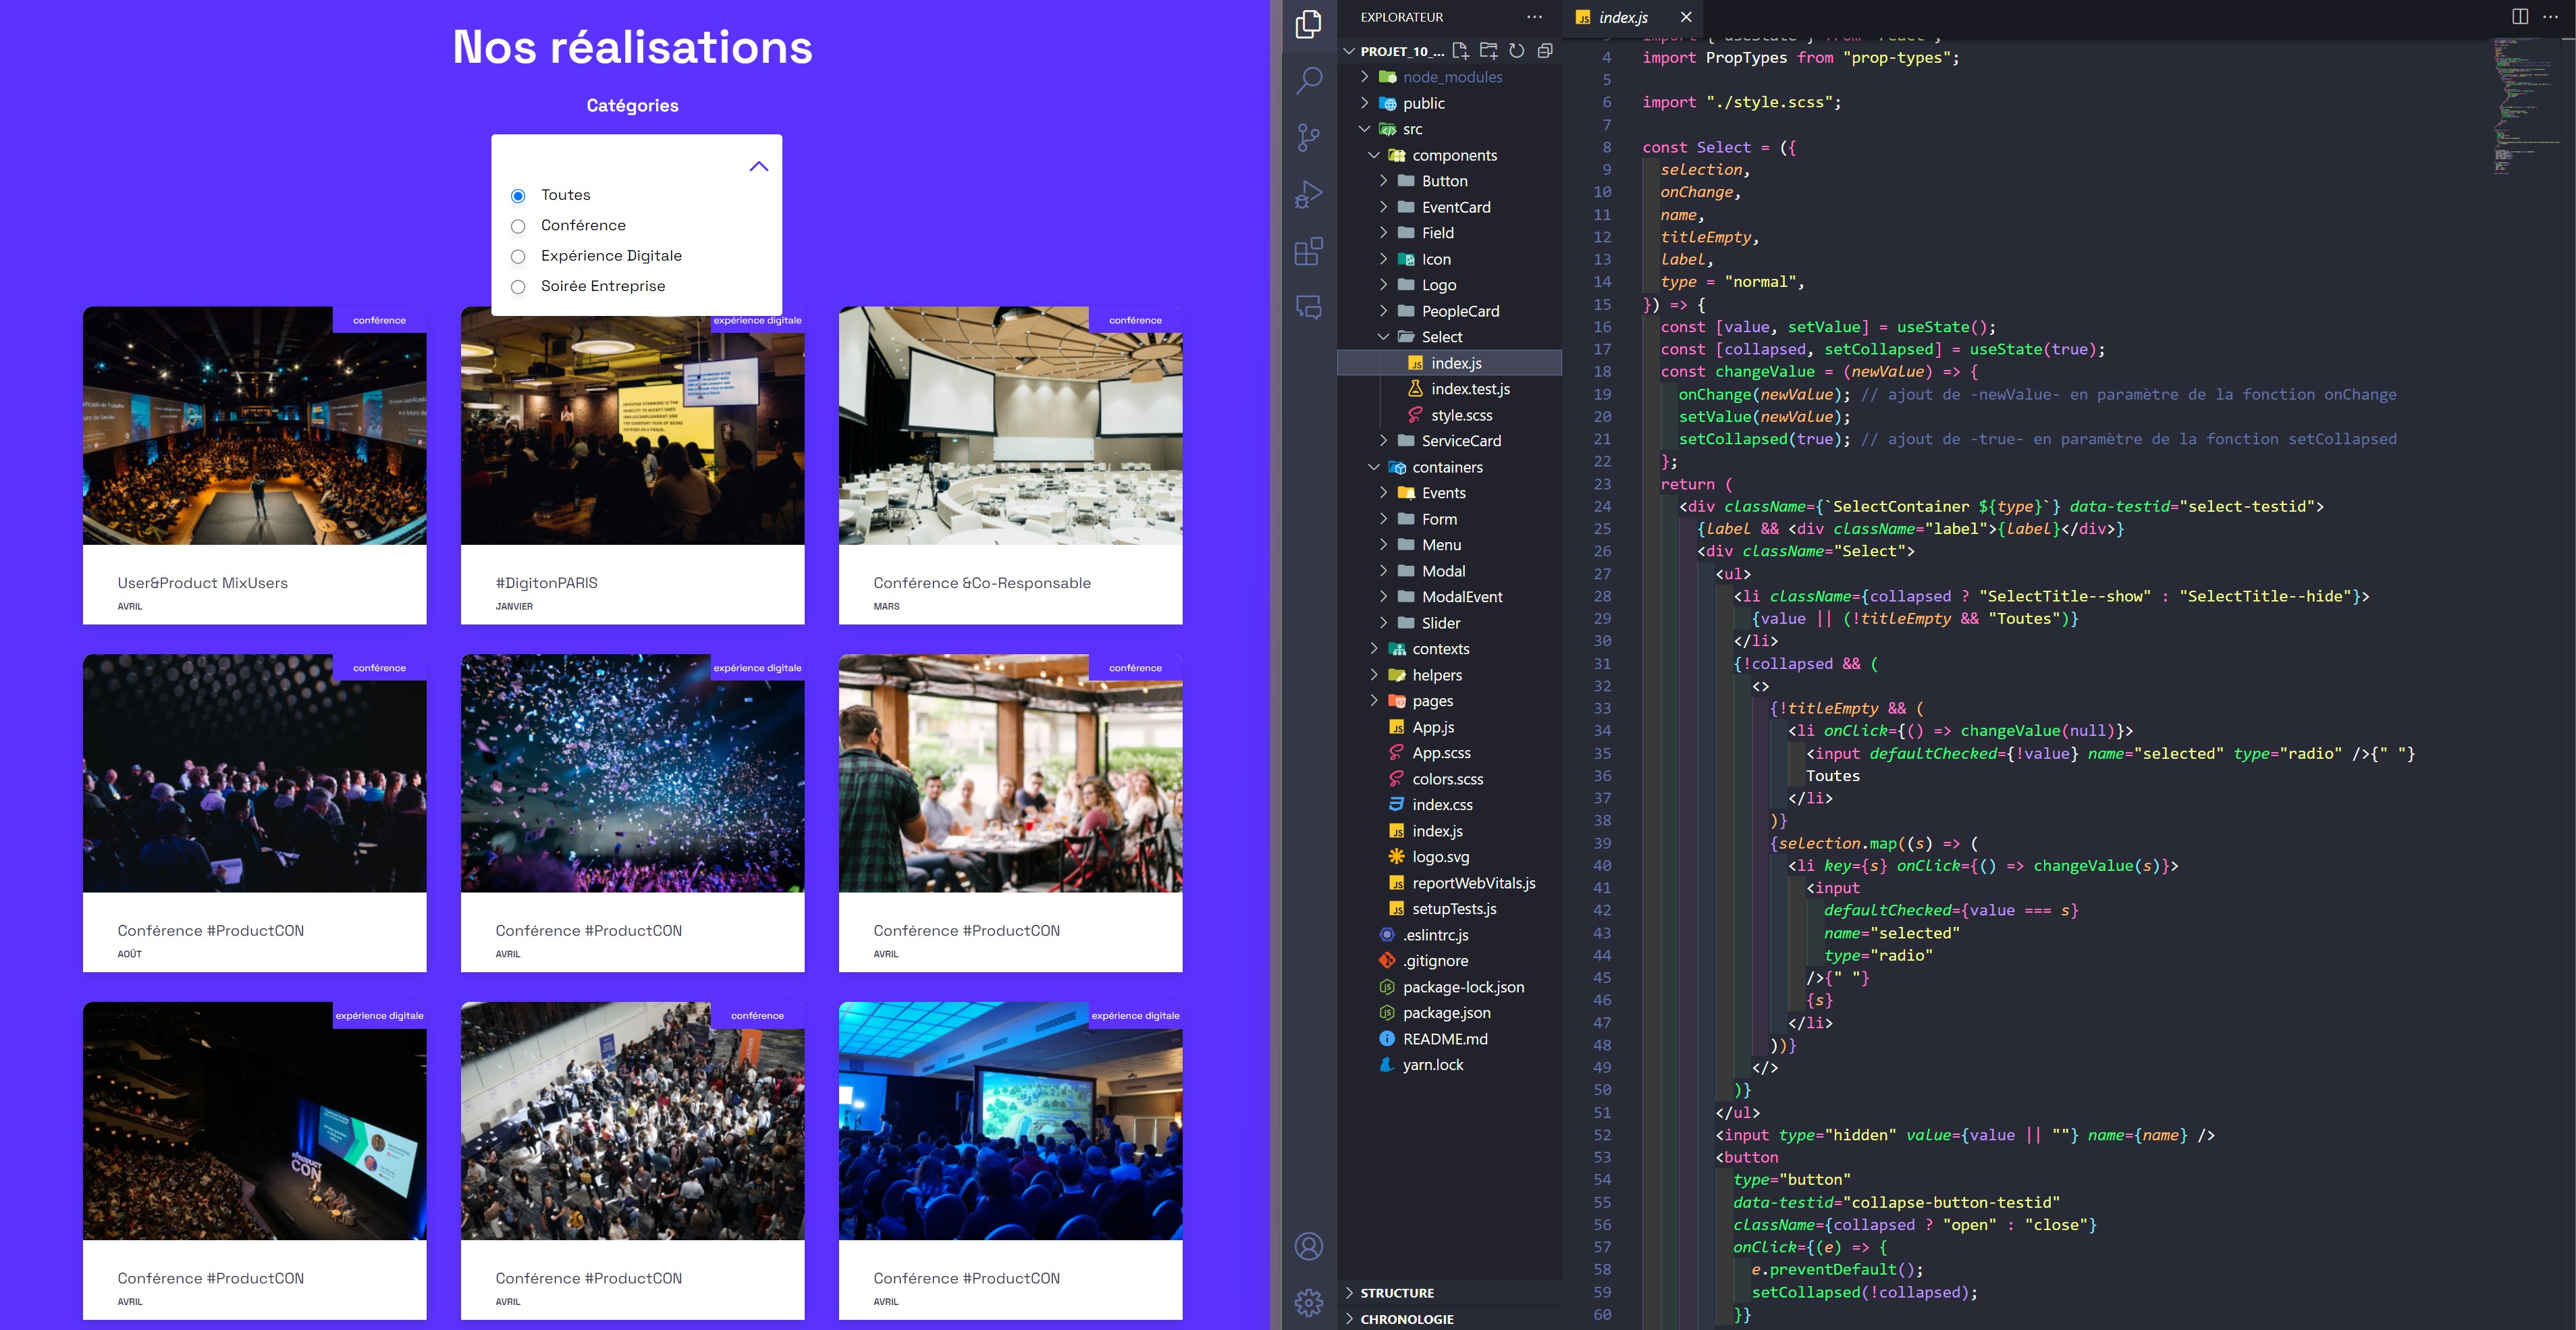 Nos réalisations
Catégories
Toutes
Conférence
Expérience Digitale
Soirée Entreprise
conférence
expérience digitale
conférence
User&Product MixUsers
AVRIL
#DigitonPARIS
JANVIER
Conférence &Co-Responsable
MARS
conférence
expérience digitale
conférence
Conférence #ProductCON
AOÛT
Conférence #ProductCON
AVRIL
Conférence #ProductCON
AVRIL
expérience digitale
conférence
expérience digitale
PRODUCT
CON
Conférence #ProductCON
AVRIL
Conférence #ProductCON
AVRIL
Conférence #ProductCON
AVRIL
EXPLORATEUR
PROJET_10_...
node_modules
public
src
components
Button
EventCard
Field
Icon
Logo
PeopleCard
Select
index.js
index.test.js
style.scss
ServiceCard
containers
Events
Form
Menu
Modal
ModalEvent
Slider
contexts
helpers
pages
App.js
App.scss
colors.scss
index.css
index.js
logo.svg
reportWebVitals.js
setupTests.js
.eslintrc.js
.gitignore
package-lock.json
package.json
README.md
yarn.lock
STRUCTURE
CHRONOLOGIE
index.js
3 import { useState } from "react";
4 import PropTypes from "prop-types";
5
6 import "./style.scss";
7
8 const Select = ({
9 selection,
10 onChange,
11 name,
12 titleEmpty,
13 label,
14 type = "normal",
15 }) => {
16 const [value, setValue] = useState();
17 const [collapsed, setCollapsed] = useState(true);
18 const changeValue = (newValue) => {
19 onChange(newValue); // ajout de -newValue- en paramètre de la fonction onChange
20 setValue(newValue);
21 setCollapsed(true); // ajout de -true- en paramètre de la fonction setCollapsed
22 };
23 return (
24 <div className={`SelectContainer ${type}`} data-testid="select-testid">
25 {label && <div className="label">{label}</div>}
26 <div className="Select">
27 <ul>
28 <li className={collapsed ? "SelectTitle--show" : "SelectTitle--hide"}>
29 {value || (!titleEmpty && "Toutes")}
30 </li>
31 {!collapsed && (
32 <>
33 {!titleEmpty && (
34 <li onClick={() => changeValue(null)}>
35 <input defaultChecked={!value} name="selected" type="radio" />{" "}
36 Toutes
37 </li>
38 )}
39 {selection.map((s) => (
40 <li key={s} onClick={() => changeValue(s)}>
41 <input
42 defaultChecked={value === s}
43 name="selected"
44 type="radio"
45 />{" "}
46 {s}
47 </li>
48 ))}
49 </>
50 )}
51 </ul>
52 <input type="hidden" value={value || ""} name={name} />
53 <button
54 type="button"
55 data-testid="collapse-button-testid"
56 className={collapsed ? "open" : "close"}
57 onClick={(e) => {
58 e.preventDefault();
59 setCollapsed(!collapsed);
60 }}